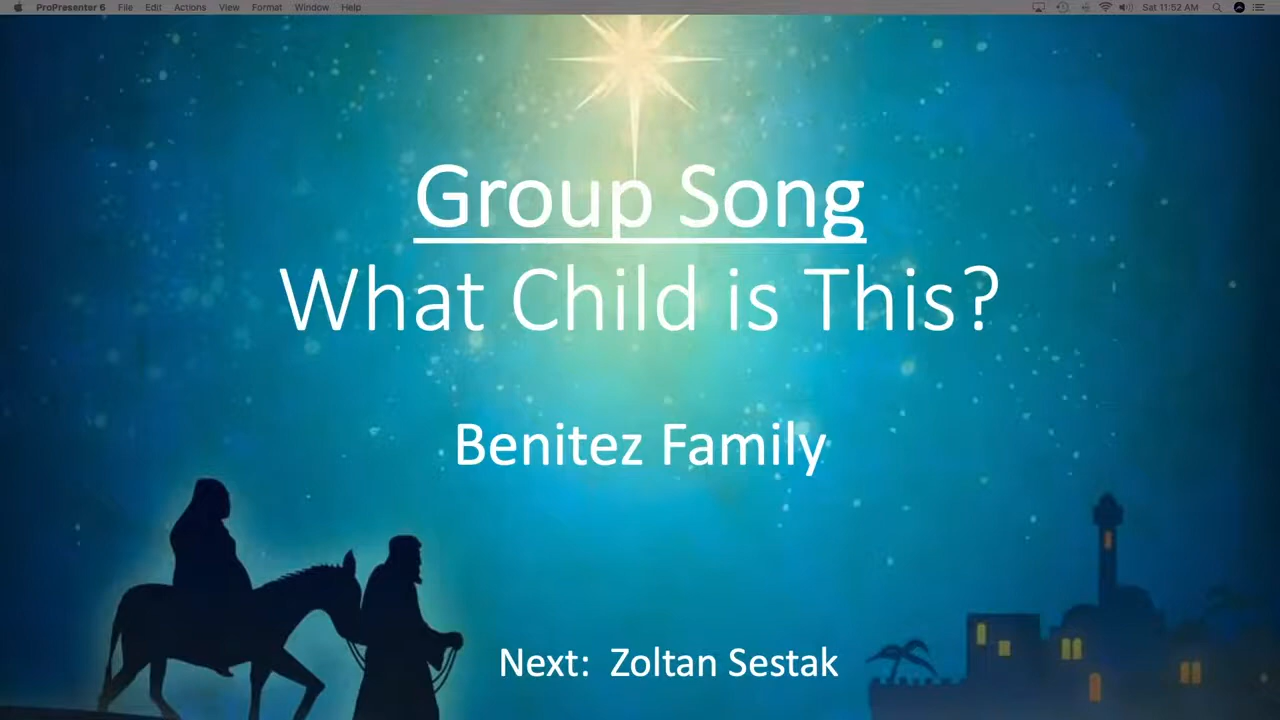 ProPresenter 6 File Edit Actions View Format Window Help Sat 11:52 AM
Group Song
What Child is This?
Benitez Family
Next: Zoltan Sestak